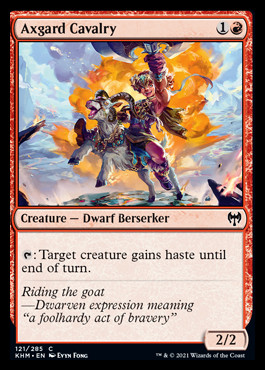 Axgard Cavalry 1
Creature — Dwarf Berserker
: Target creature gains haste until
end of turn.
Riding the goat
—Dwarven expression meaning
"a foolhardy act of bravery"
2/2
121/285 C
KHM • EN Evyn Fong
™ & © 2021 Wizards of the Coast